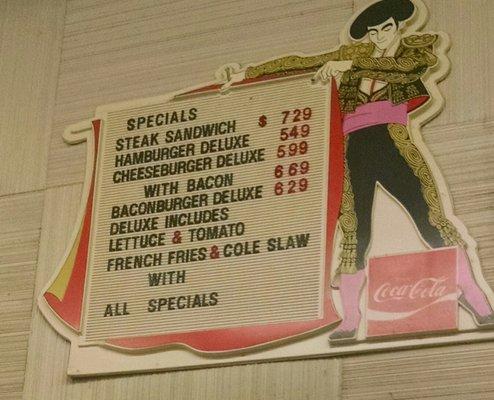 SPECIALS
STEAK SANDWICH $ 729
HAMBURGER DELUXE 549
CHEESEBURGER DELUXE 599
WITH BACON 669
BACONBURGER DELUXE 629
DELUXE INCLUDES
LETTUCE & TOMATO
FRENCH FRIES & COLE SLAW
WITH
ALL SPECIALS
Coca-Cola